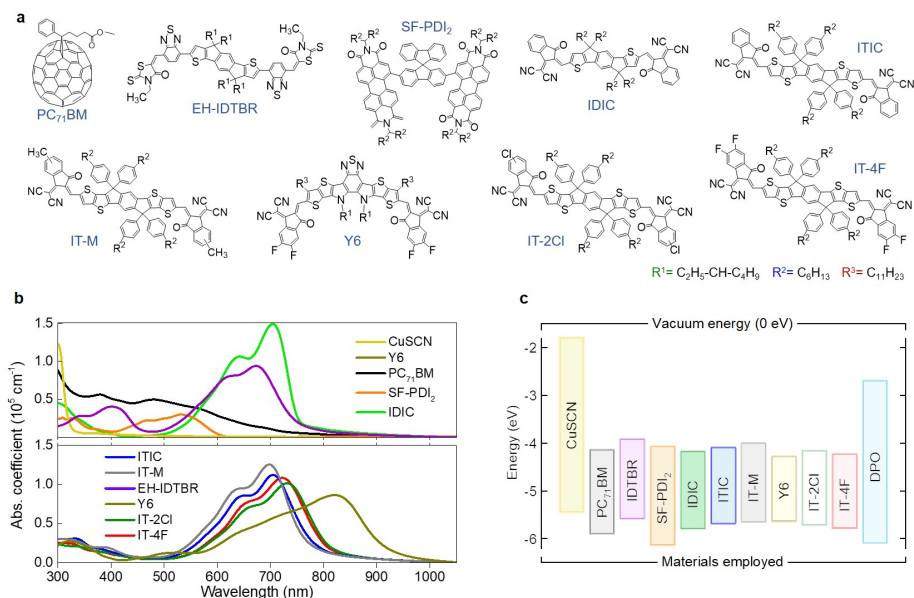 a
PC₇₁BM
EH-IDTBR
SF-PDI₂
IDIC
ITIC
IT-M
Y6
IT-2Cl
IT-4F
R¹= C₂H₅-CH-C₄H₉ R²= C₆H₁₃ R³= C₁₁H₂₃
b
Abs. coefficient (10⁵ cm⁻¹)
1.5
1.0
0.5
CuSCN
Y6
PC₇₁BM
SF-PDI₂
IDIC
1.5
1.0
0.5
0.0
ITIC
IT-M
EH-IDTBR
Y6
IT-2Cl
IT-4F
300 400 500 600 700 800 900 1000
Wavelength (nm)
c
Vacuum energy (0 eV)
Energy (eV)
-2
-3
-4
-5
-6
CuSCN
PC₇₁BM
IDTBR
SF-PDI₂
IDIC
ITIC
IT-M
Y6
IT-2Cl
IT-4F
DPO
Materials employed